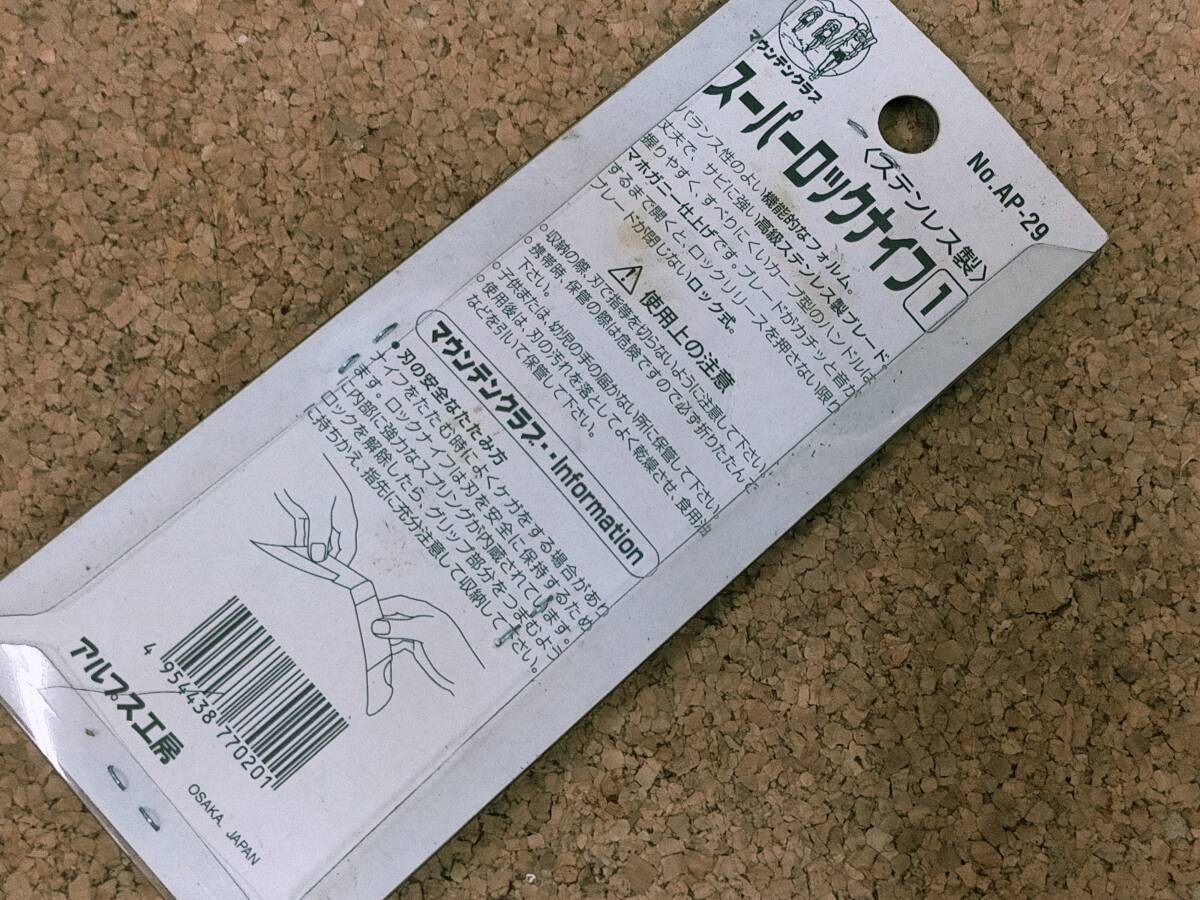 マウンテンクラブ
No.AP-29
〈ステンレス製〉
スーパーロックナイフ1
バランス性のよい機能的なフォルム。
丈夫で、サビに強い高級ステンレス製ブレード。
握りやすく、すべりにくいカーブ型のハンドルは
マホガニー仕上げです。ブレードがカチッと音が
するまで開くと、ロックリリースを押さない限り
ブレードが閉じないロック式。
⚠ 使用上の注意
○収納の際、刃で指等を切らないように注意して下さい。
○携帯時、保管の際は危険ですので必ず折りたたんで
下さい。
○子供または、幼児の手の届かない所に保管して下さい。
○使用後は、刃の汚れを落としてよく乾燥させ、食用油
などを引いて保管して下さい。
マウンテンクラブ・・Information
●刃の安全なたたみ方
ナイフをたたむ時によくケガをする場合があり
ます。ロックナイフは刃を安全に保持するため
に内部に強力なスプリングが内蔵されています。
ロックを解除したら、グリップ部分をつまむよう
に持ちかえ、指先に充分注意して収納して下さい。
4 954438 770201
アルプス工房
OSAKA, JAPAN